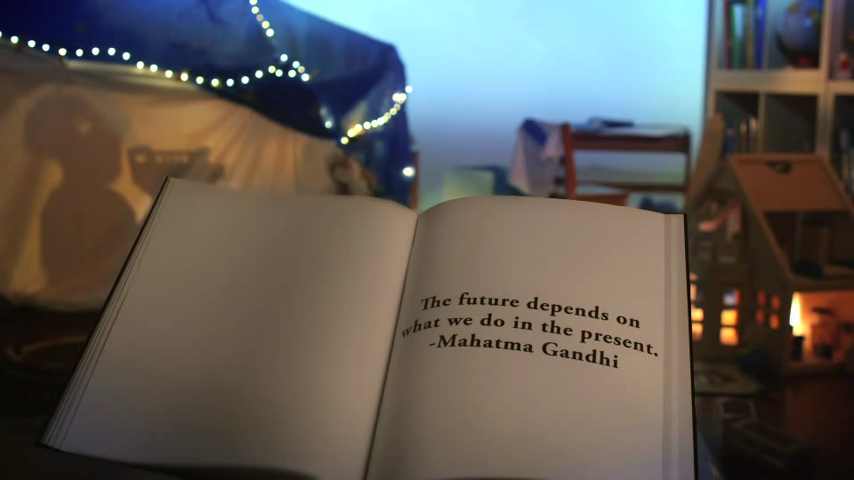 The future depends on
what we do in the present.
-Mahatma Gandhi